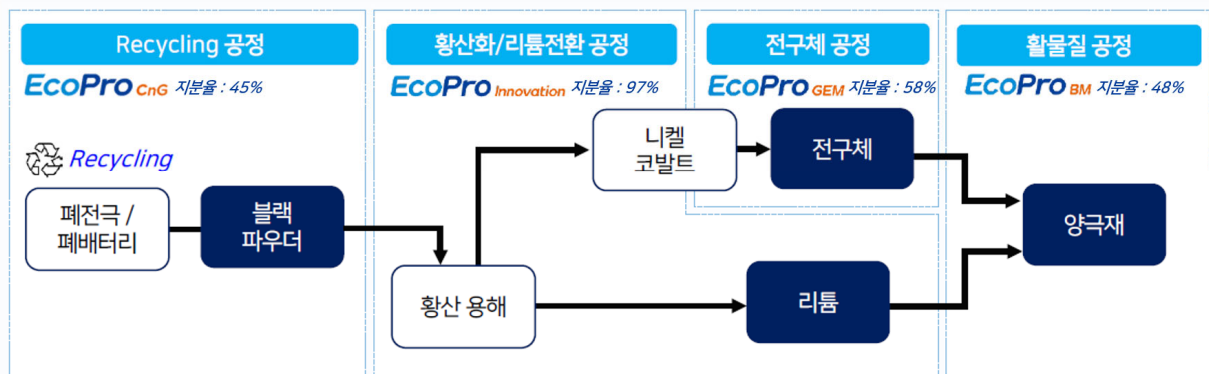 Recycling 공정
EcoPro CnG 지분율 : 45%
Recycling
폐전극 /
폐배터리
블랙
파우더
황산화/리튬전환 공정
EcoPro Innovation 지분율 : 97%
황산 용해
니켈
코발트
리튬
전구체 공정
EcoPro GEM 지분율 : 58%
전구체
활물질 공정
EcoPro BM 지분율 : 48%
양극재